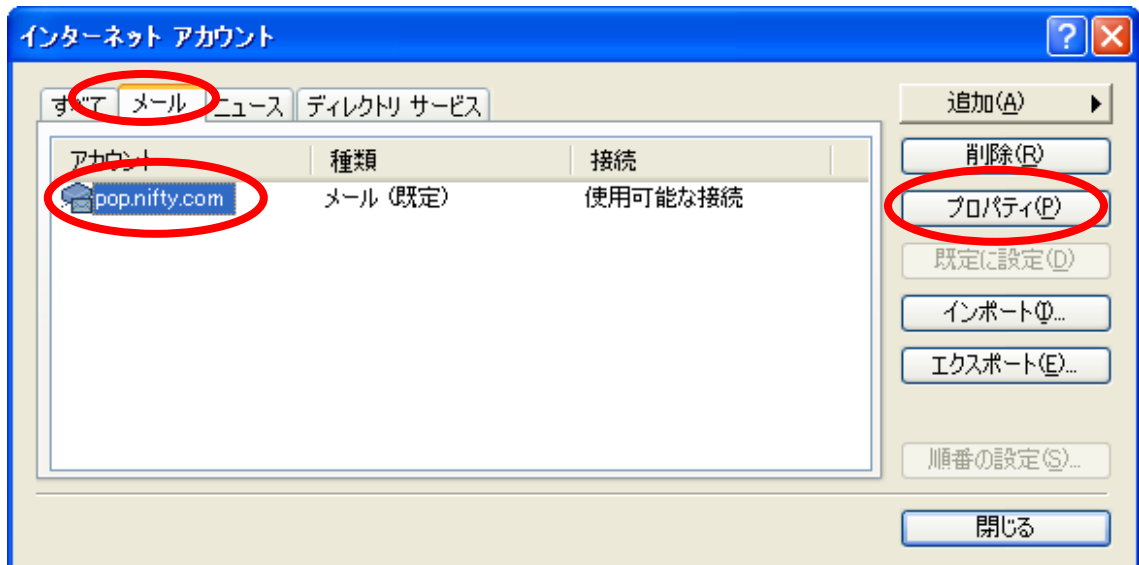 インターネット アカウント
すべて メール ニュース ディレクトリ サービス
アカウント 種類 接続
pop.nifty.com メール (既定) 使用可能な接続
追加(A)
削除(R)
プロパティ(P)
既定に設定(D)
インポート(I)...
エクスポート(E)...
順番の設定(S)...
閉じる